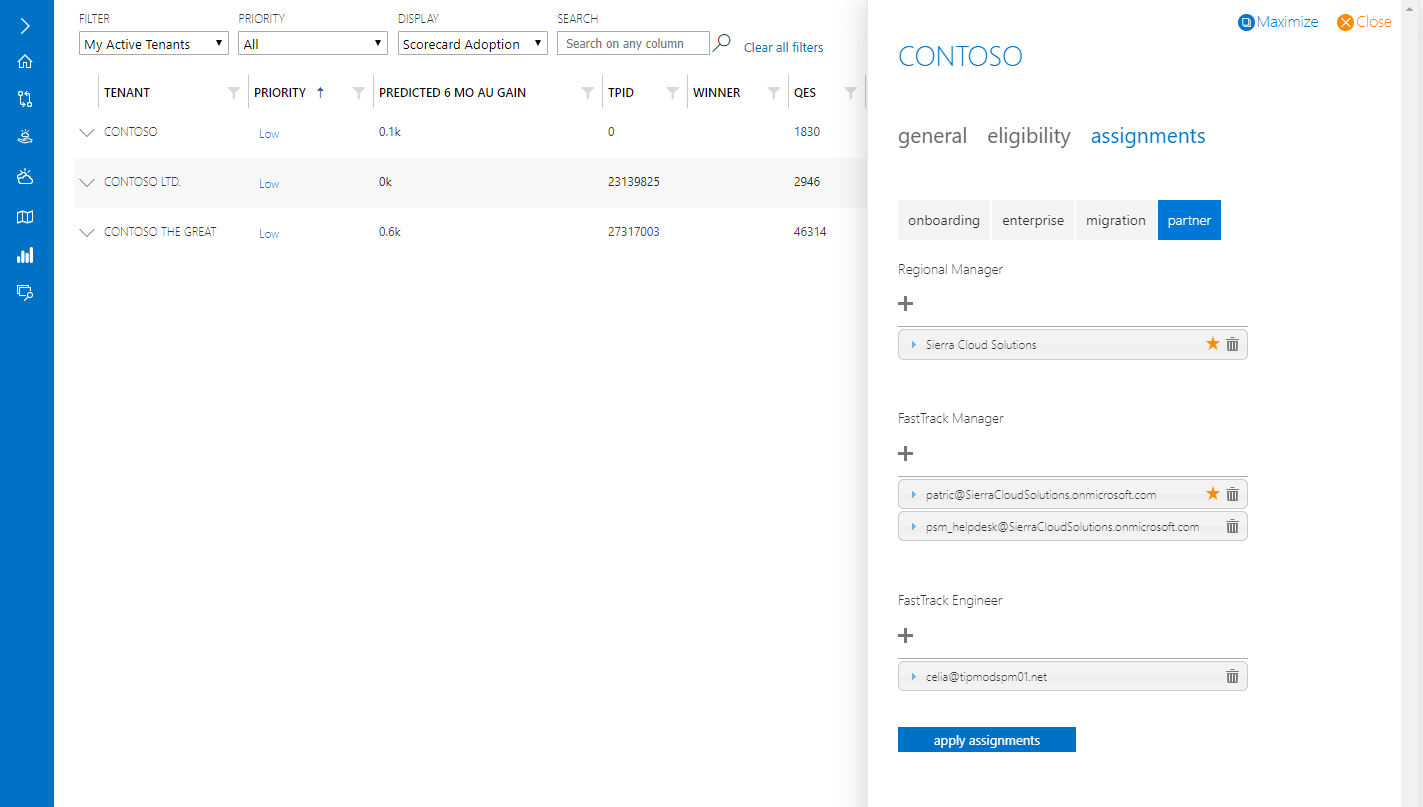 FILTER PRIORITY DISPLAY SEARCH
My Active Tenants All Scorecard Adoption Search on any column Clear all filters
TENANT PRIORITY PREDICTED 6 MO AU GAIN TPID WINNER QES
CONTOSO Low 0.1k 0 1830
CONTOSO LTD. Low 0k 23139825 2946
CONTOSO THE GREAT Low 0.6k 27317003 46314
Maximize Close
CONTOSO
general eligibility assignments
onboarding enterprise migration partner
Regional Manager
Sierra Cloud Solutions
FastTrack Manager
patric@SierraCloudSolutions.onmicrosoft.com
psm_helpdesk@SierraCloudSolutions.onmicrosoft.com
FastTrack Engineer
celia@tipmodspm01.net
apply assignments